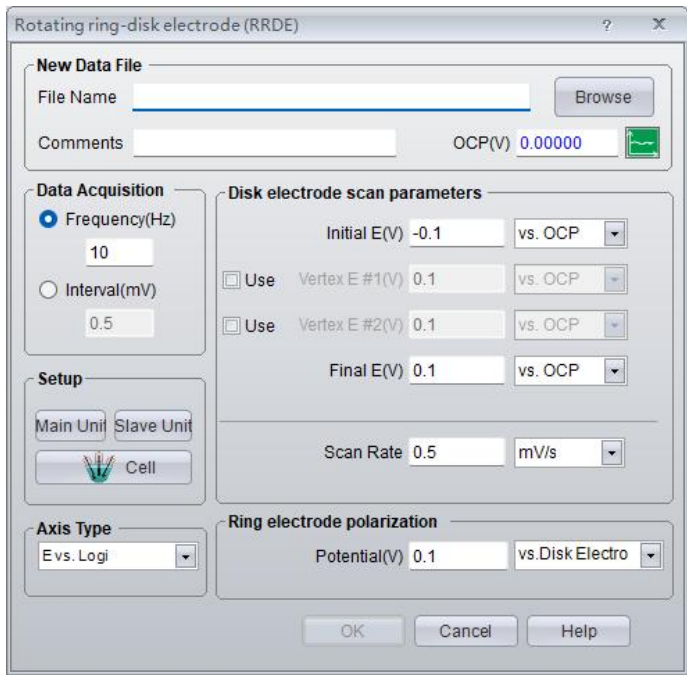 Rotating ring-disk electrode (RRDE) ? X
New Data File
File Name Browse
Comments OCP(V) 0.00000
Data Acquisition
Frequency(Hz)
10
Interval(mV)
0.5
Disk electrode scan parameters
Initial E(V) -0.1 vs. OCP
Use Vertex E #1(V) 0.1 vs. OCP
Use Vertex E #2(V) 0.1 vs. OCP
Final E(V) 0.1 vs. OCP
Scan Rate 0.5 mV/s
Setup
Main Unit Slave Unit
Cell
Axis Type
E vs. Logi
Ring electrode polarization
Potential(V) 0.1 vs.Disk Electro
OK Cancel Help